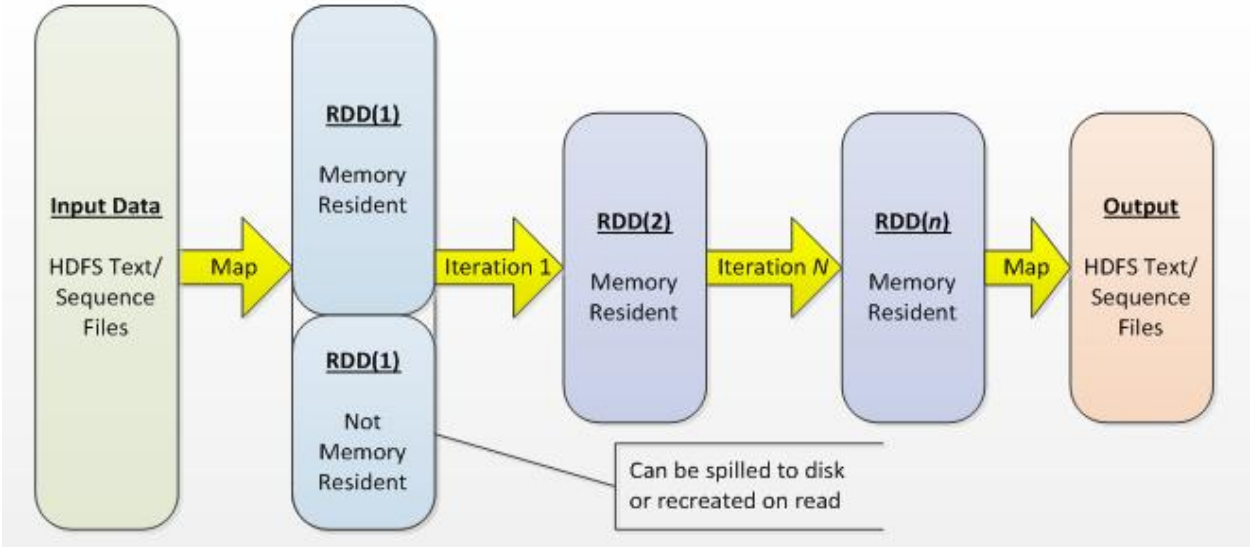 Input Data
HDFS Text/
Sequence
Files
Map
RDD(1)
Memory
Resident
RDD(1)
Not
Memory
Resident
Iteration 1
RDD(2)
Memory
Resident
Iteration N
RDD(n)
Memory
Resident
Map
Output
HDFS Text/
Sequence
Files
Can be spilled to disk
or recreated on read